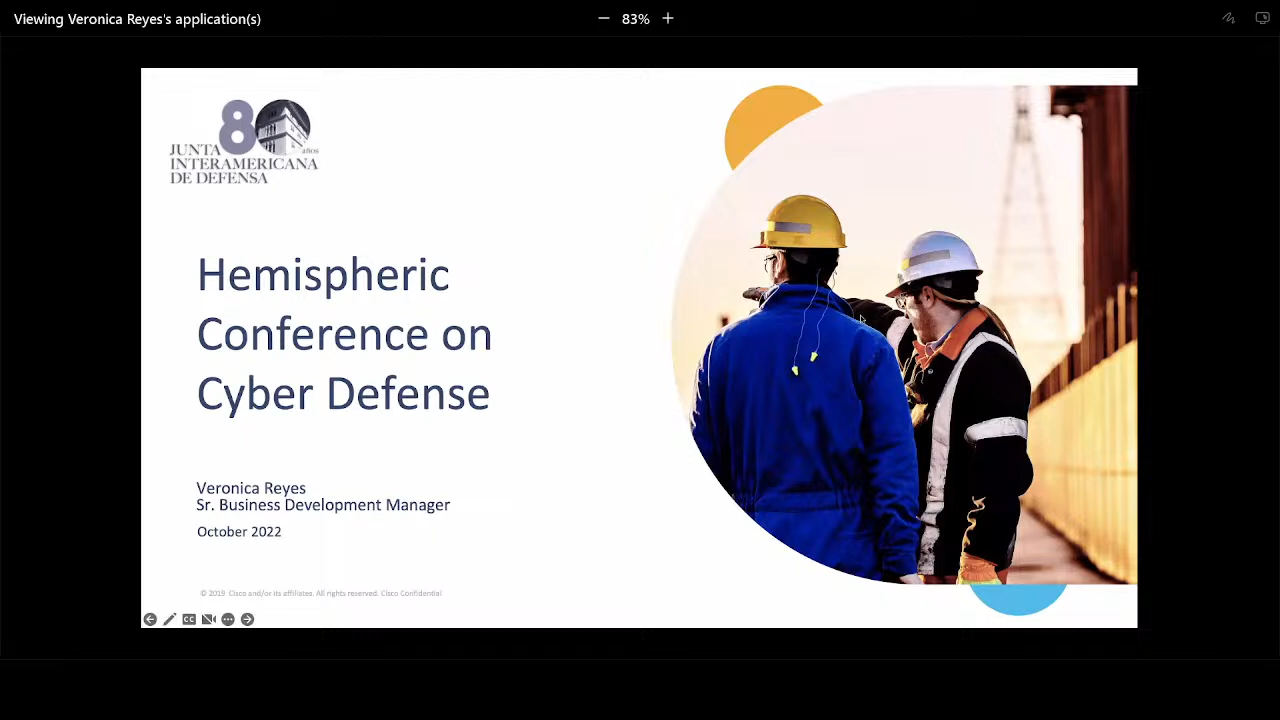 Viewing Veronica Reyes's application(s)
83%
80
años
JUNTA
INTERAMERICANA
DE DEFENSA
Hemispheric
Conference on
Cyber Defense
Veronica Reyes
Sr. Business Development Manager
October 2022
© 2019 Cisco and/or its affiliates. All rights reserved. Cisco Confidential
CC